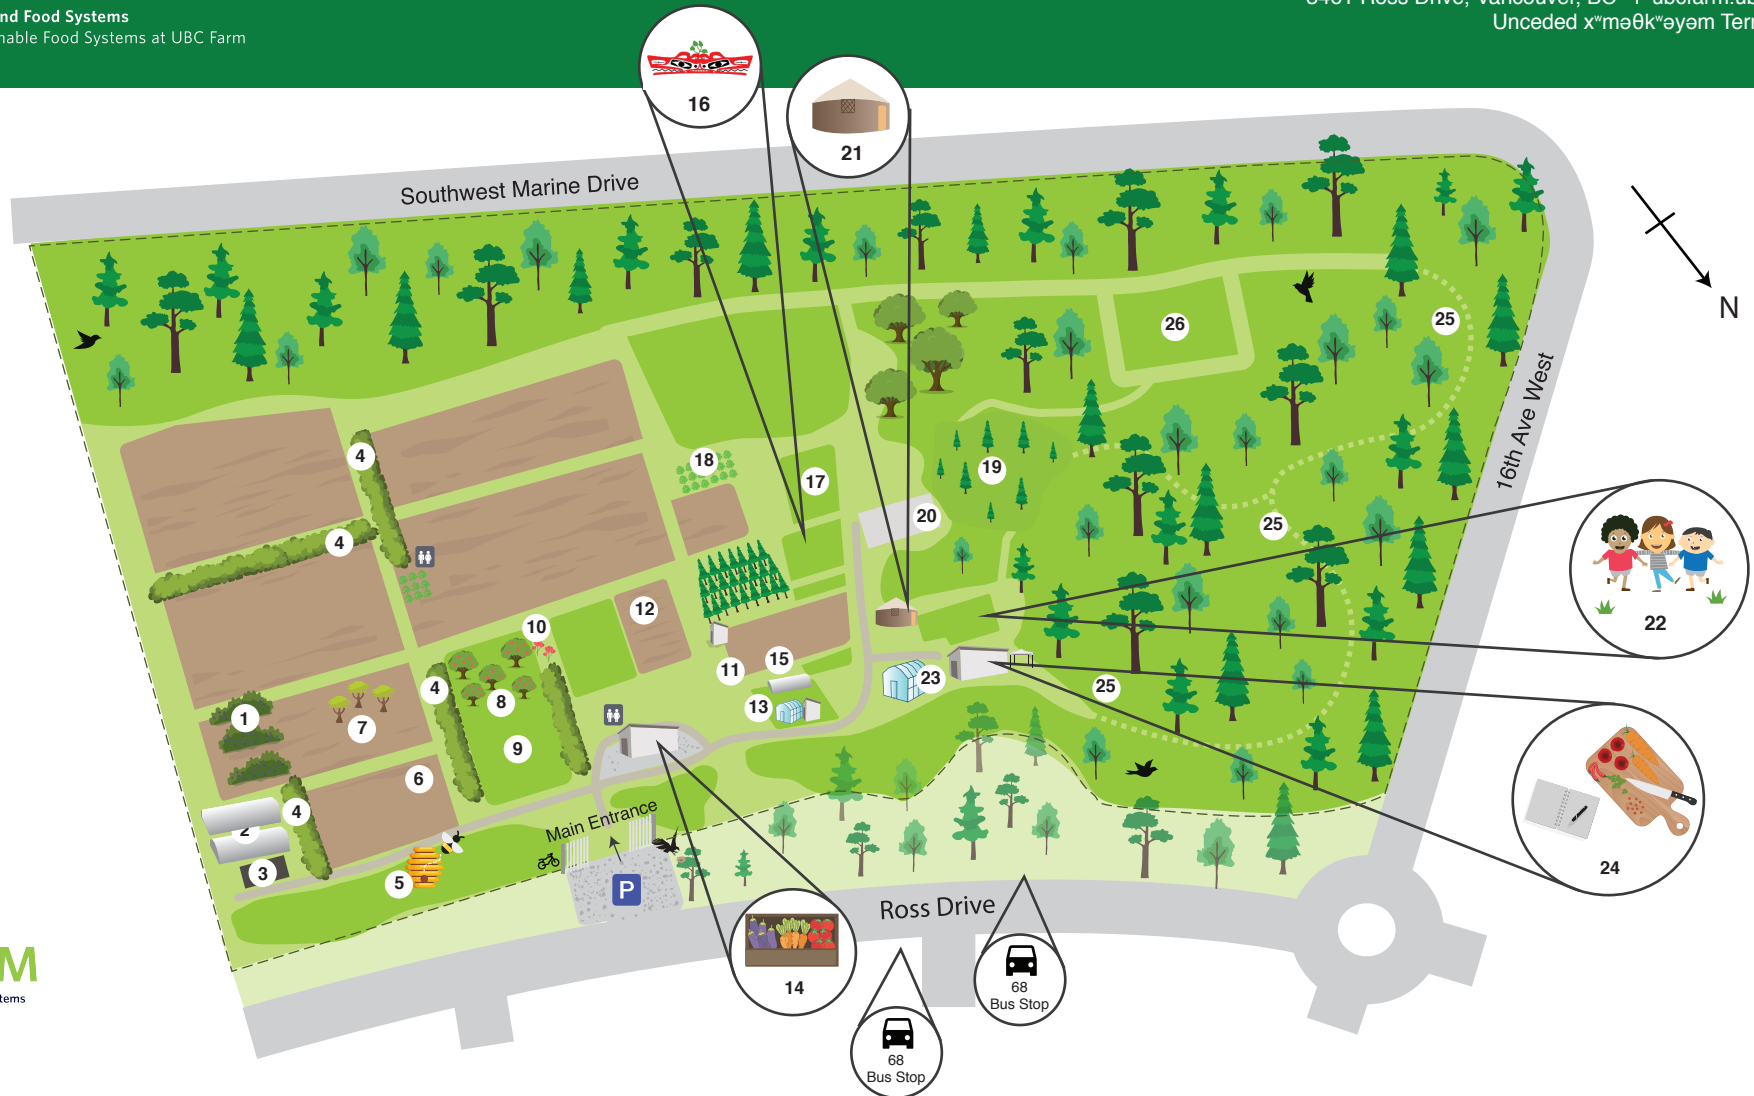 nd Food Systems
nable Food Systems at UBC Farm
Unceded xʷməθkʷəy̓əm Terr
16
21
Southwest Marine Drive
N
26
25
16th Ave West
4
18
17
19
20
4
25
22
12
10
11
15
23
4
8
13
25
1
7
9
6
4
2
3
5
Main Entrance
P
24
Ross Drive
14
68
Bus Stop
68
Bus Stop
M
tems